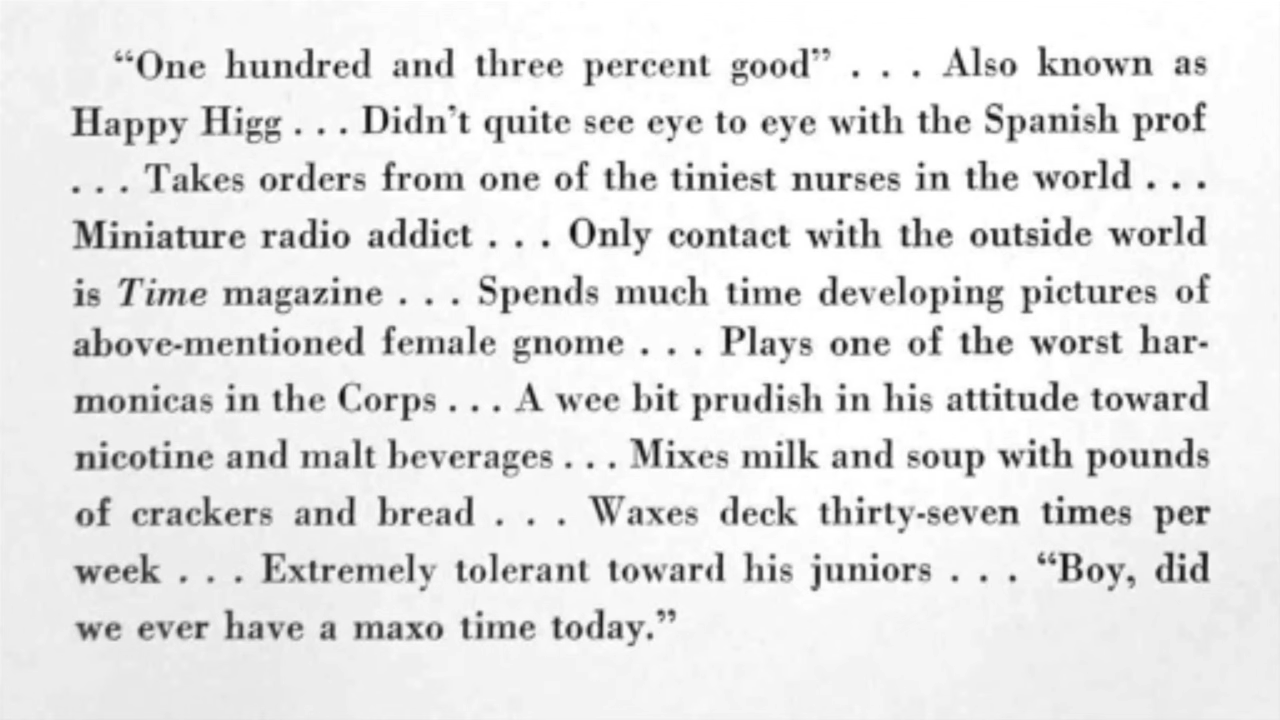 “One hundred and three percent good” . . . Also known as
Happy Higg . . . Didn’t quite see eye to eye with the Spanish prof
. . . Takes orders from one of the tiniest nurses in the world . . .
Miniature radio addict . . . Only contact with the outside world
is Time magazine . . . Spends much time developing pictures of
above-mentioned female gnome . . . Plays one of the worst har-
monicas in the Corps . . . A wee bit prudish in his attitude toward
nicotine and malt beverages . . . Mixes milk and soup with pounds
of crackers and bread . . . Waxes deck thirty-seven times per
week . . . Extremely tolerant toward his juniors . . . “Boy, did
we ever have a maxo time today.”